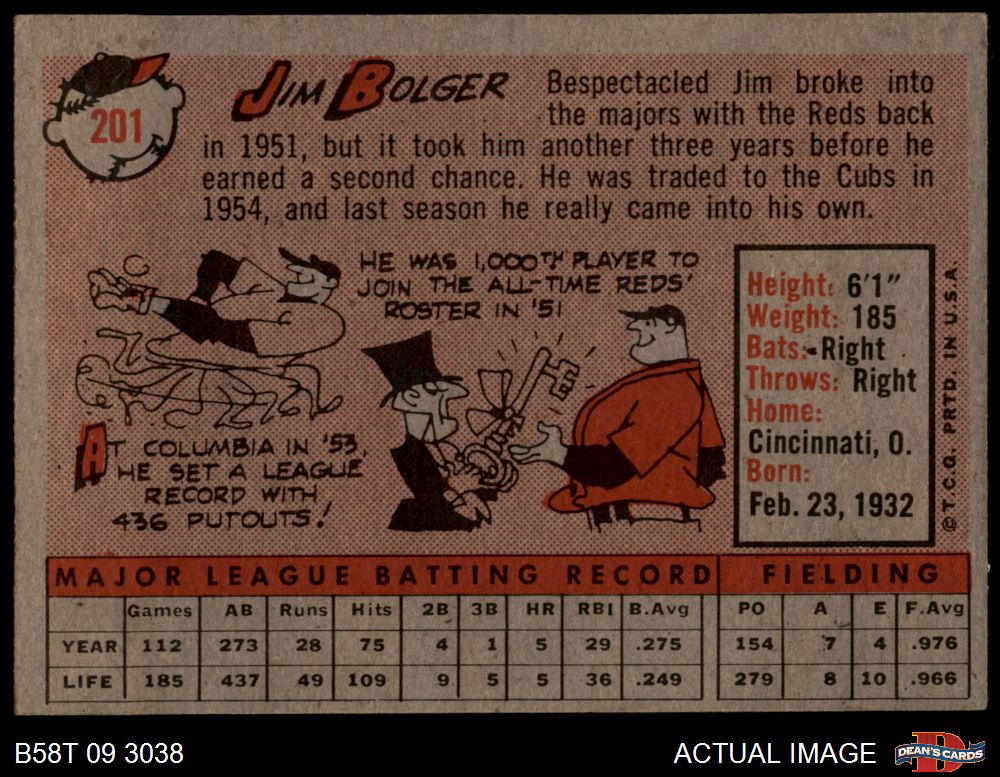 201
JIM BOLGER
Bespectacled Jim broke into
the majors with the Reds back
in 1951, but it took him another three years before he
earned a second chance. He was traded to the Cubs in
1954, and last season he really came into his own.
HE WAS 1,000TH PLAYER TO
JOIN THE ALL-TIME REDS'
ROSTER IN '51
AT COLUMBIA IN '53,
HE SET A LEAGUE
RECORD WITH
436 PUTOUTS!
Height: 6'1"
Weight: 185
Bats: Right
Throws: Right
Home:
Cincinnati, O.
Born:
Feb. 23, 1932
© T.C.G. PRTD. IN U.S.A.
MAJOR LEAGUE BATTING RECORD FIELDING
Games AB Runs Hits 2B 3B HR RBI B.Avg PO A E F.Avg
YEAR 112 273 28 75 4 1 5 29 .275 154 7 4 .976
LIFE 185 437 49 109 9 5 5 36 .249 279 8 10 .966
B58T 09 3038
ACTUAL IMAGE
D
DEAN'S CARDS